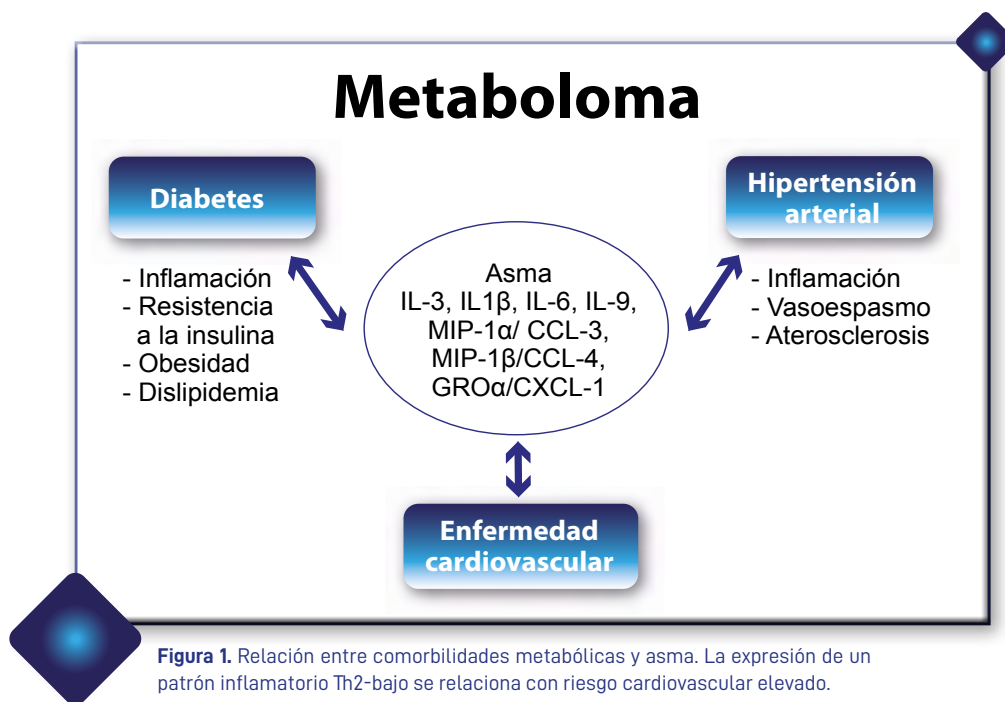 Metaboloma
Diabetes
- Inflamación
- Resistencia
a la insulina
- Obesidad
- Dislipidemia
Asma
IL-3, IL1β, IL-6, IL-9,
MIP-1α/ CCL-3,
MIP-1β/CCL-4,
GROα/CXCL-1
Hipertensión
arterial
- Inflamación
- Vasoespasmo
- Aterosclerosis
Enfermedad
cardiovascular
Figura 1. Relación entre comorbilidades metabólicas y asma. La expresión de un
patrón inflamatorio Th2-bajo se relaciona con riesgo cardiovascular elevado.